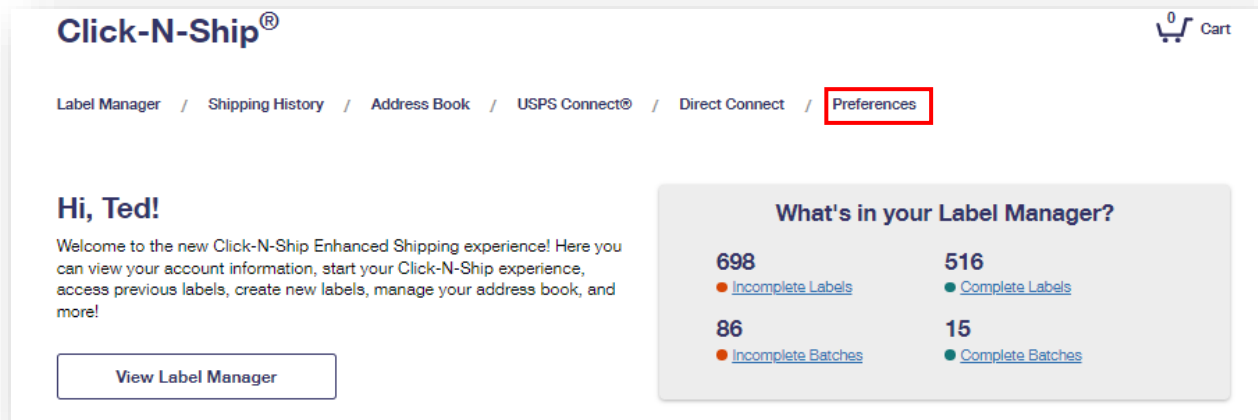 Click-N-Ship®
0 Cart
Label Manager / Shipping History / Address Book / USPS Connect® / Direct Connect / Preferences
Hi, Ted!
Welcome to the new Click-N-Ship Enhanced Shipping experience! Here you
can view your account information, start your Click-N-Ship experience,
access previous labels, create new labels, manage your address book, and
more!
View Label Manager
What's in your Label Manager?
698 516
Incomplete Labels Complete Labels
86 15
Incomplete Batches Complete Batches